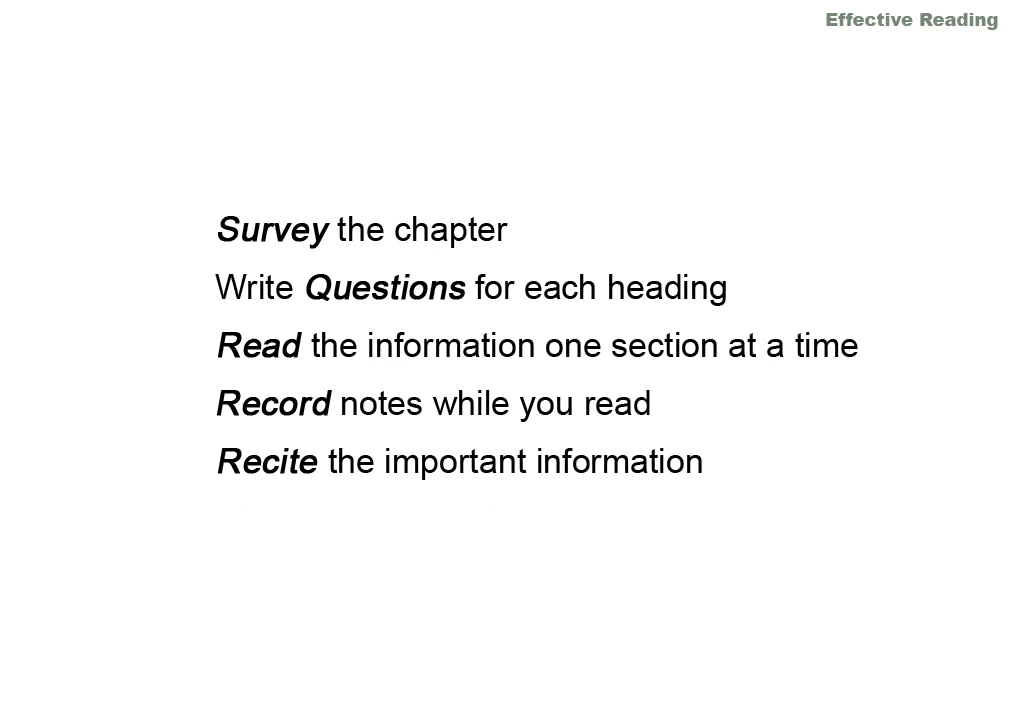 Effective Reading
Survey the chapter
Write Questions for each heading
Read the information one section at a time
Record notes while you read
Recite the important information